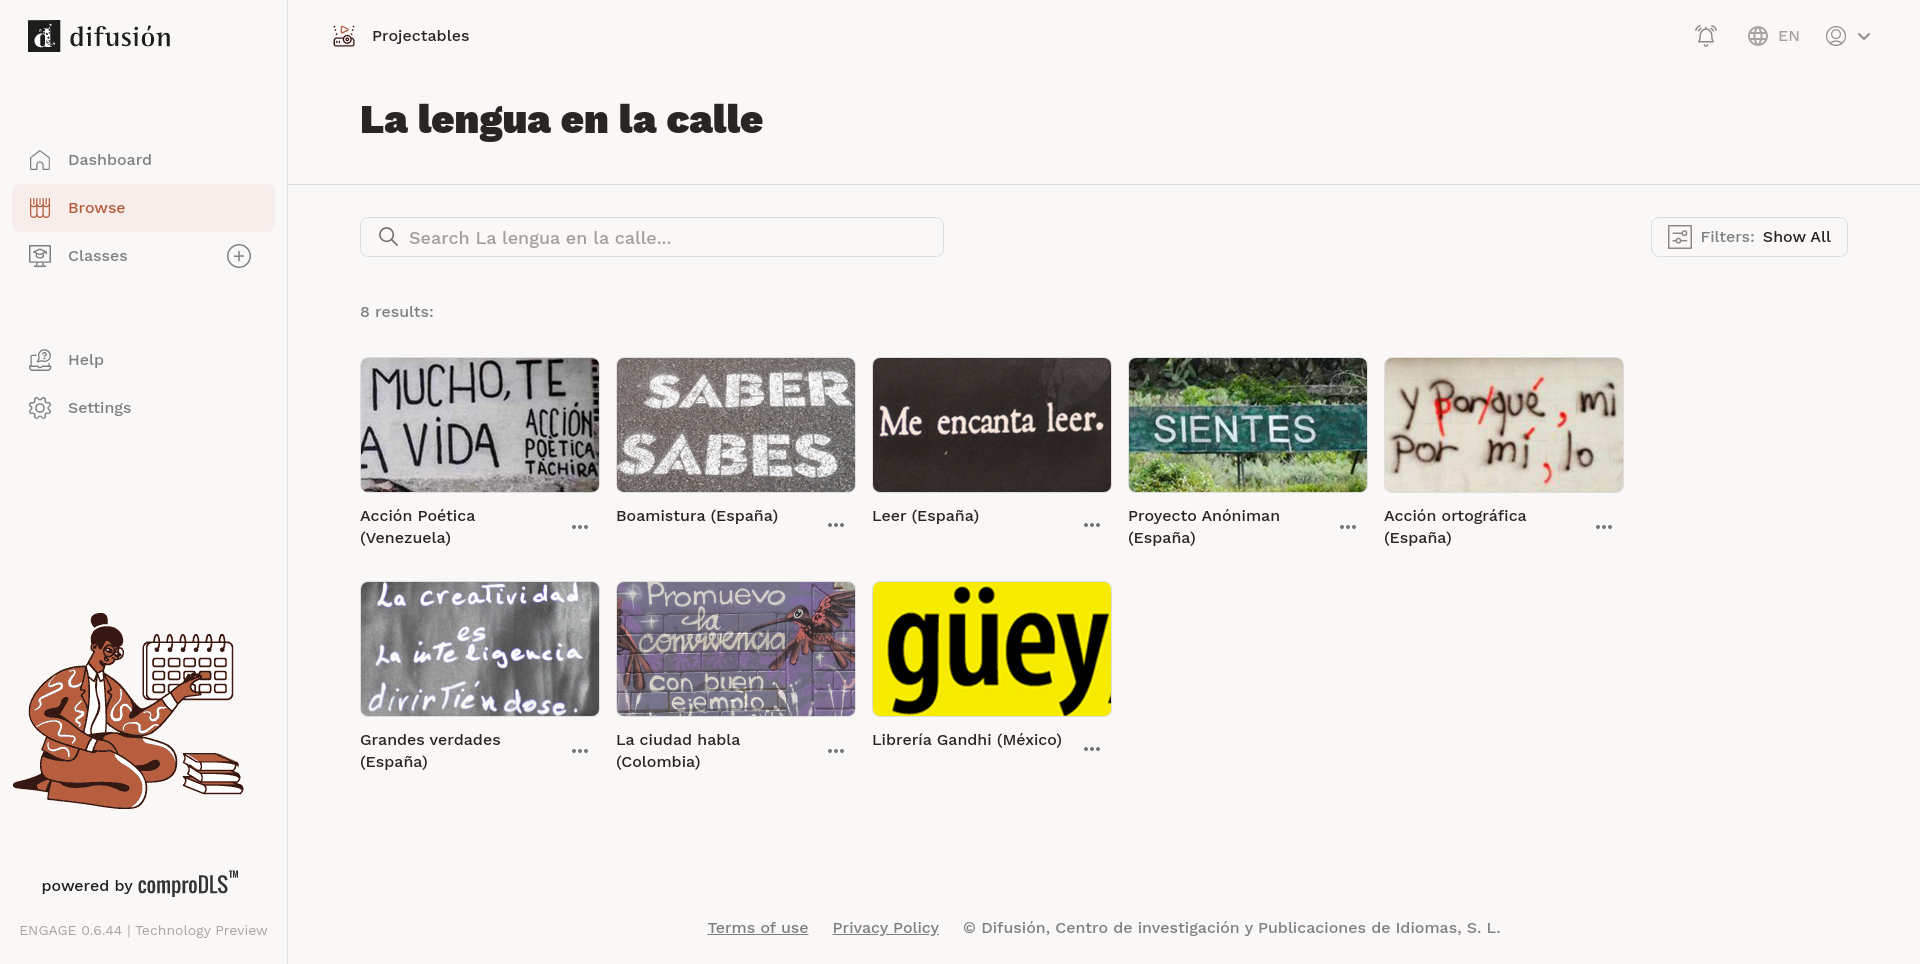 difusión
Projectables
EN
La lengua en la calle
Dashboard
Browse
Classes
Search La lengua en la calle...
Filters: Show All
8 results:
Help
Settings
MUCHO, TE
A VIDA
ACCIÓN
POÉTICA
TÁCHIRA
SABER
SABES
Me encanta leer.
SIENTES
y Por/qué, mi
Por mí, lo
Acción Poética
(Venezuela)
Boamistura (España)
Leer (España)
Proyecto Anóniman
(España)
Acción ortográfica
(España)
La creatividad
es
La inteligencia
divirtiéndose.
Promuevo
la
convivencia
con buen
ejemplo
güey
Grandes verdades
(España)
La ciudad habla
(Colombia)
Librería Gandhi (México)
powered by comproDLS™
ENGAGE 0.6.44 | Technology Preview
Terms of use
Privacy Policy
© Difusión, Centro de investigación y Publicaciones de Idiomas, S. L.